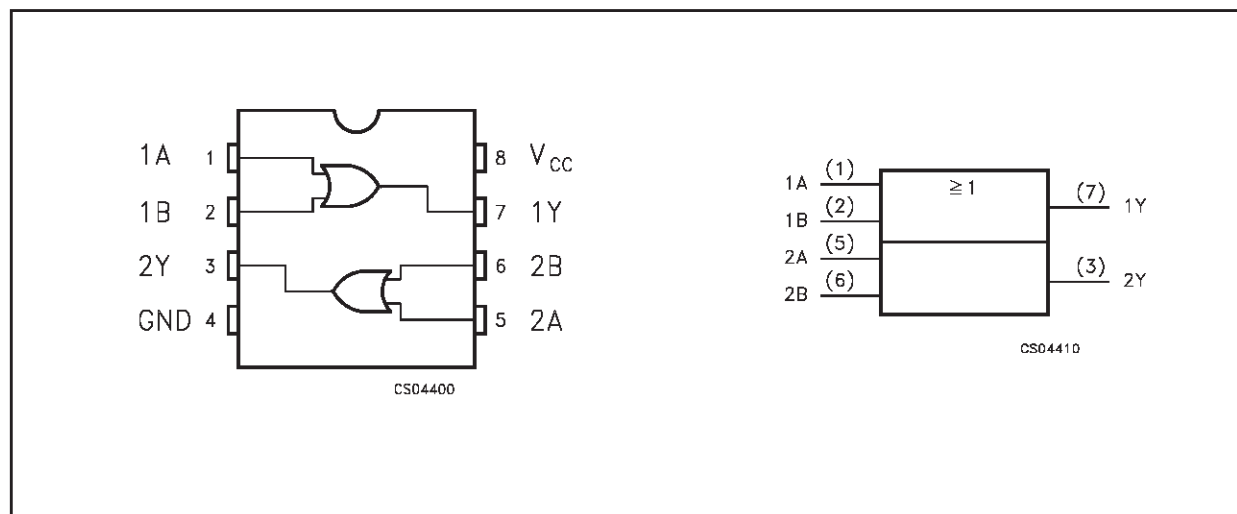 1A 1 8 VCC
1B 2 7 1Y
2Y 3 6 2B
GND 4 5 2A
CS04400
≧ 1
1A (1)
1B (2)
2A (5)
2B (6)
(7) 1Y
(3) 2Y
CS04410